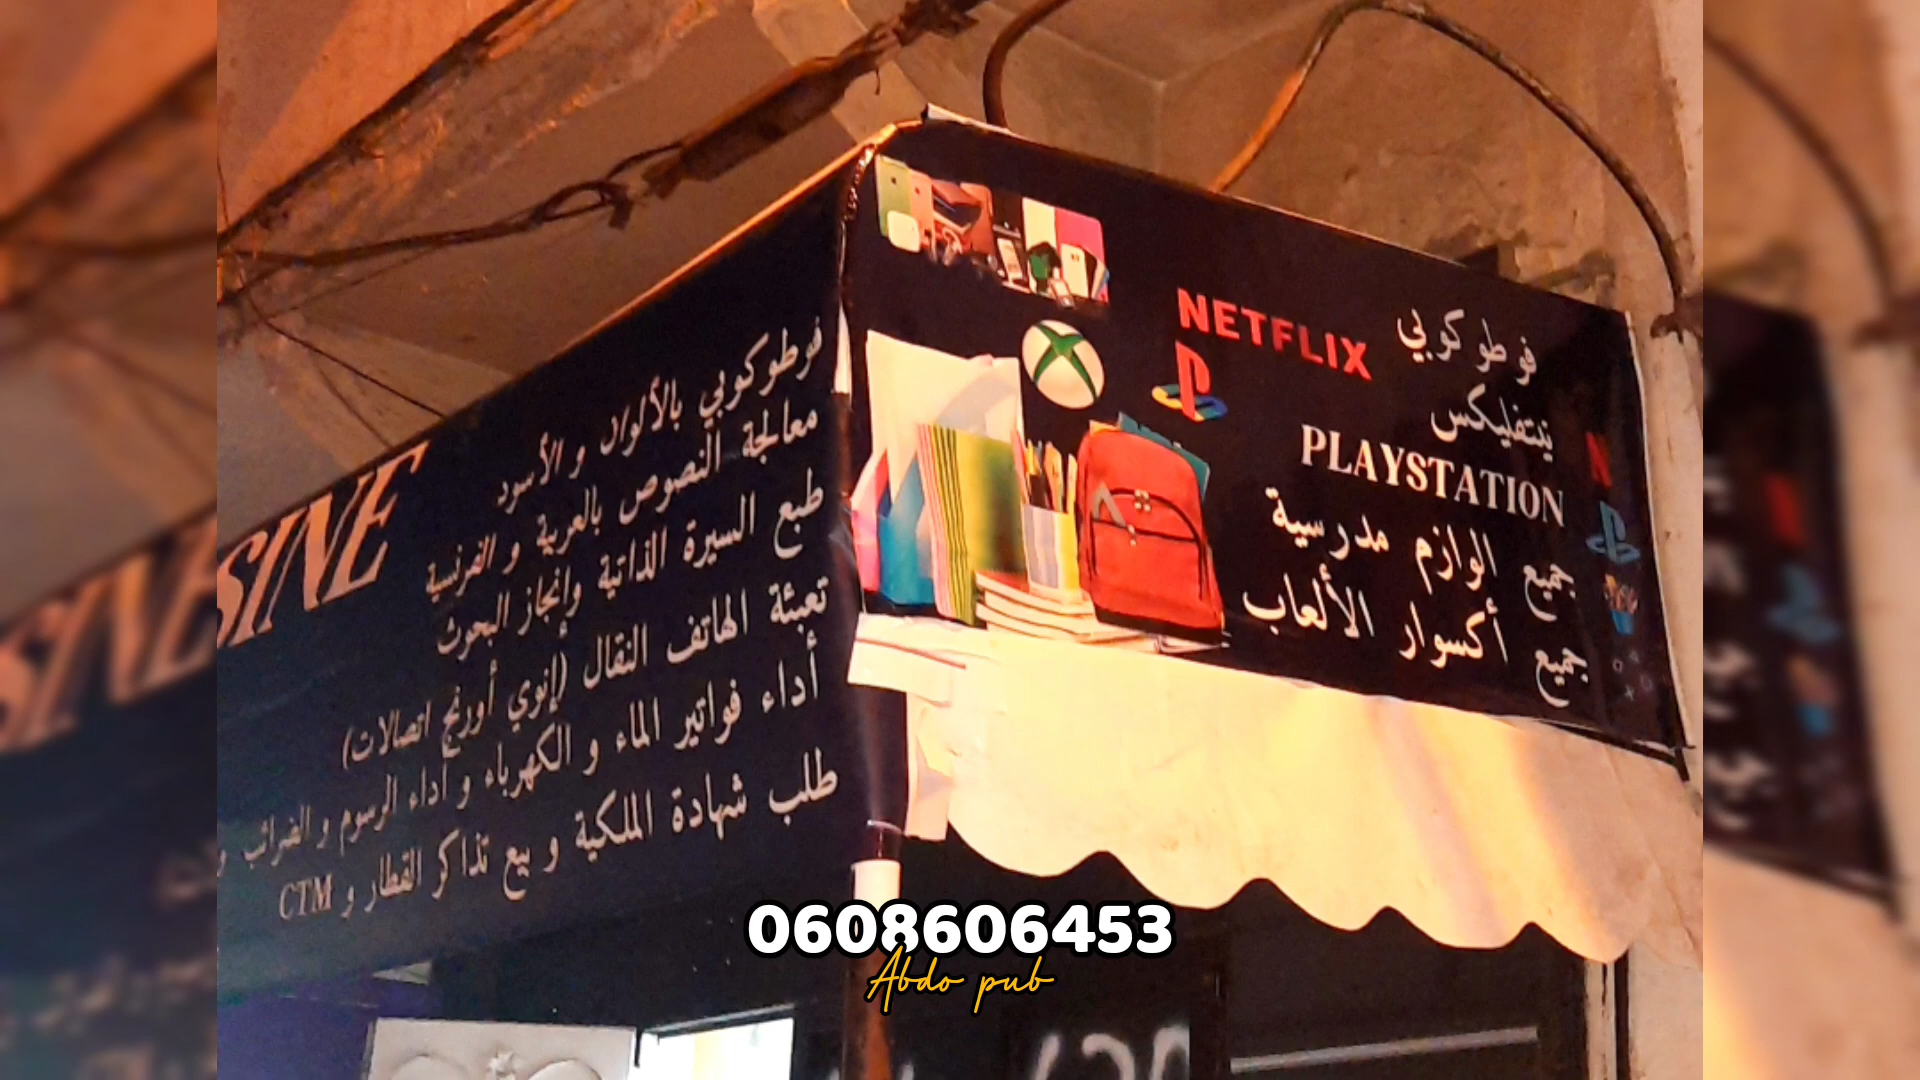 SINE
فوطوكوبي بالألوان و الأسود
معالجة النصوص بالعربية و الفرنسية
طبع السيرة الذاتية وإنجاز البحوث
تعبئة الهاتف النقال (إنوي أورنج اتصالات)
أداء فواتير الماء و الكهرباء و أداء الرسوم و الضرائب و
طلب شهادة الملكية و بيع تذاكر القطار و CTM
NETFLIX
فوطوكوبي
نيتفليكس
PLAYSTATION
جميع الوازم مدرسية
جميع أكسوار الألعاب
0608606453
Abdo pub